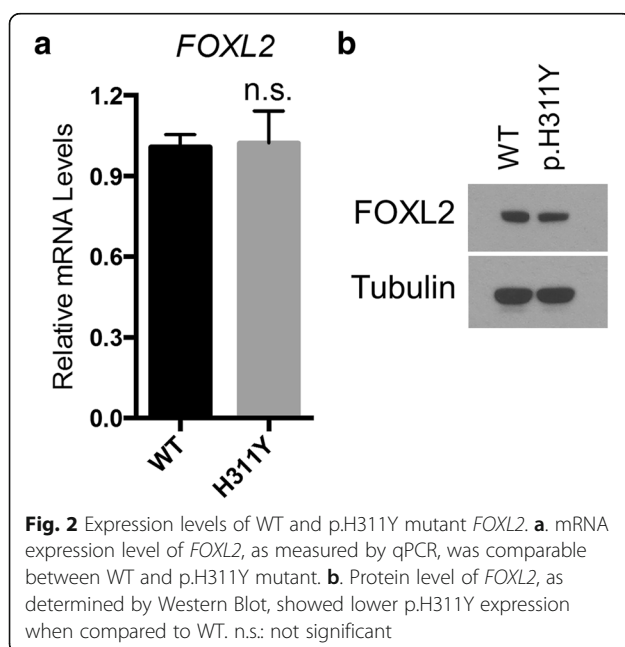 a
FOXL2
n.s.
1.2
0.9
0.6
0.3
0.0
Relative mRNA Levels
WT
H311Y
b
WT
p.H311Y
FOXL2
Tubulin
Fig. 2 Expression levels of WT and p.H311Y mutant FOXL2. a. mRNA
expression level of FOXL2, as measured by qPCR, was comparable
between WT and p.H311Y mutant. b. Protein level of FOXL2, as
determined by Western Blot, showed lower p.H311Y expression
when compared to WT. n.s.: not significant